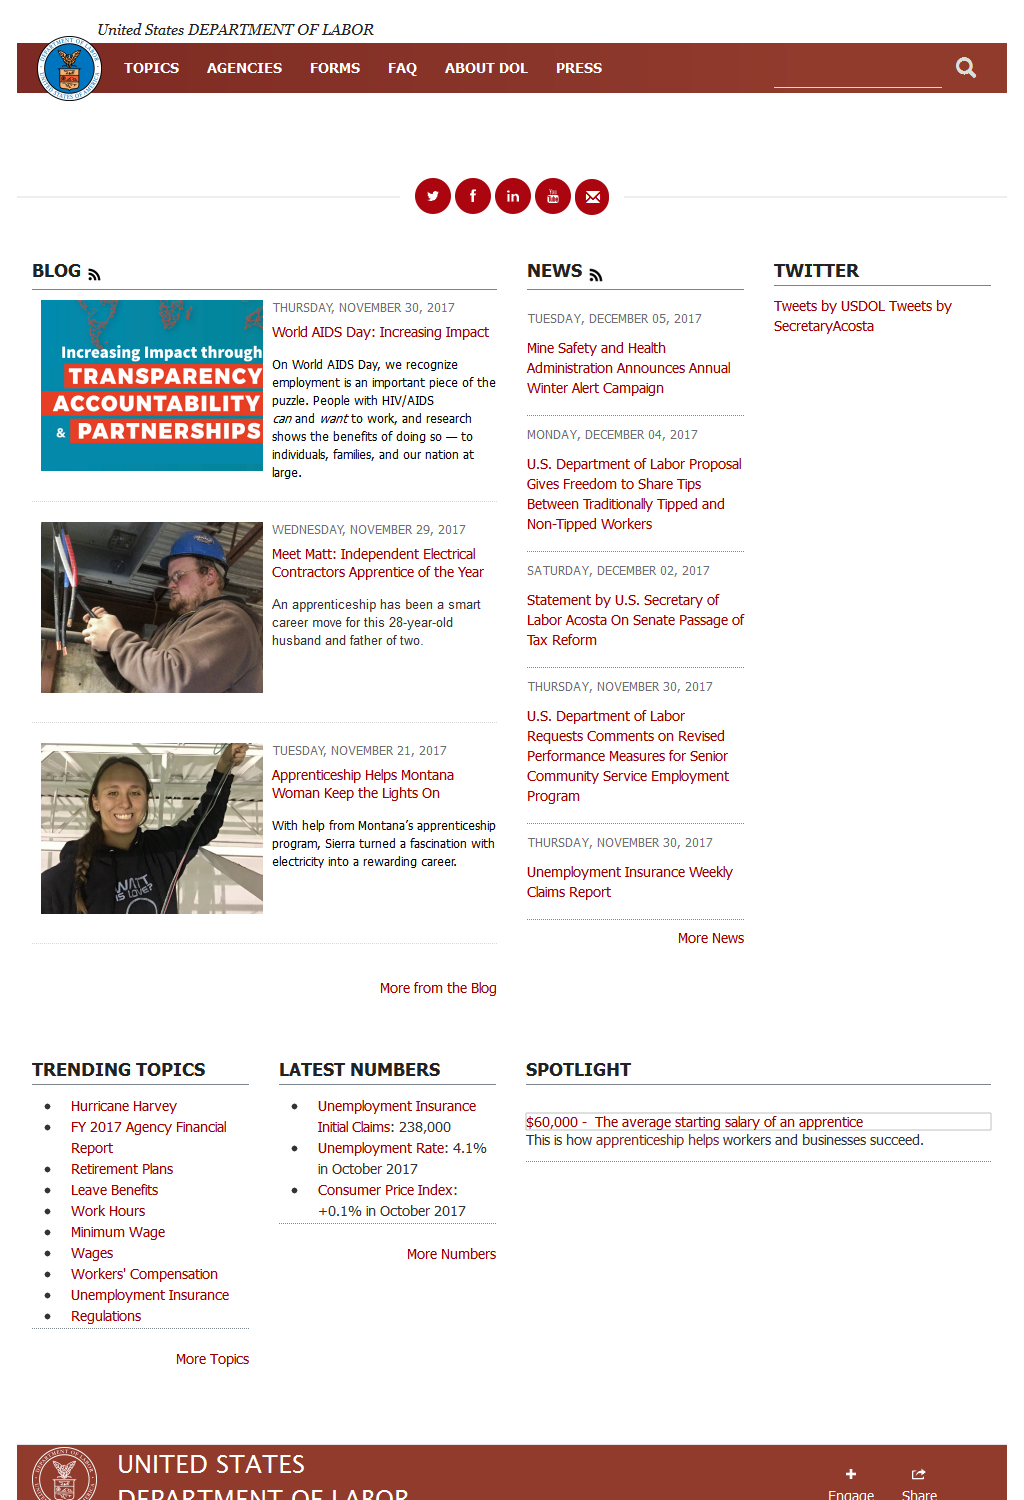 United States DEPARTMENT OF LABOR
TOPICS AGENCIES FORMS FAQ ABOUT DOL PRESS
BLOG
THURSDAY, NOVEMBER 30, 2017
World AIDS Day: Increasing Impact
Increasing Impact through
TRANSPARENCY
ACCOUNTABILITY
& PARTNERSHIPS
On World AIDS Day, we recognize
employment is an important piece of the
puzzle. People with HIV/AIDS
can and want to work, and research
shows the benefits of doing so — to
individuals, families, and our nation at
large.
WEDNESDAY, NOVEMBER 29, 2017
Meet Matt: Independent Electrical
Contractors Apprentice of the Year
An apprenticeship has been a smart
career move for this 28-year-old
husband and father of two.
TUESDAY, NOVEMBER 21, 2017
Apprenticeship Helps Montana
Woman Keep the Lights On
With help from Montana’s apprenticeship
program, Sierra turned a fascination with
electricity into a rewarding career.
WATT
IS LOVE?
More from the Blog
NEWS
TUESDAY, DECEMBER 05, 2017
Mine Safety and Health
Administration Announces Annual
Winter Alert Campaign
MONDAY, DECEMBER 04, 2017
U.S. Department of Labor Proposal
Gives Freedom to Share Tips
Between Traditionally Tipped and
Non-Tipped Workers
SATURDAY, DECEMBER 02, 2017
Statement by U.S. Secretary of
Labor Acosta On Senate Passage of
Tax Reform
THURSDAY, NOVEMBER 30, 2017
U.S. Department of Labor
Requests Comments on Revised
Performance Measures for Senior
Community Service Employment
Program
THURSDAY, NOVEMBER 30, 2017
Unemployment Insurance Weekly
Claims Report
More News
TWITTER
Tweets by USDOL Tweets by
SecretaryAcosta
TRENDING TOPICS
Hurricane Harvey
FY 2017 Agency Financial
Report
Retirement Plans
Leave Benefits
Work Hours
Minimum Wage
Wages
Workers' Compensation
Unemployment Insurance
Regulations
More Topics
LATEST NUMBERS
Unemployment Insurance
Initial Claims: 238,000
Unemployment Rate: 4.1%
in October 2017
Consumer Price Index:
+0.1% in October 2017
More Numbers
SPOTLIGHT
$60,000 - The average starting salary of an apprentice
This is how apprenticeship helps workers and businesses succeed.
UNITED STATES
DEPARTMENT OF LABOR
Engage Share